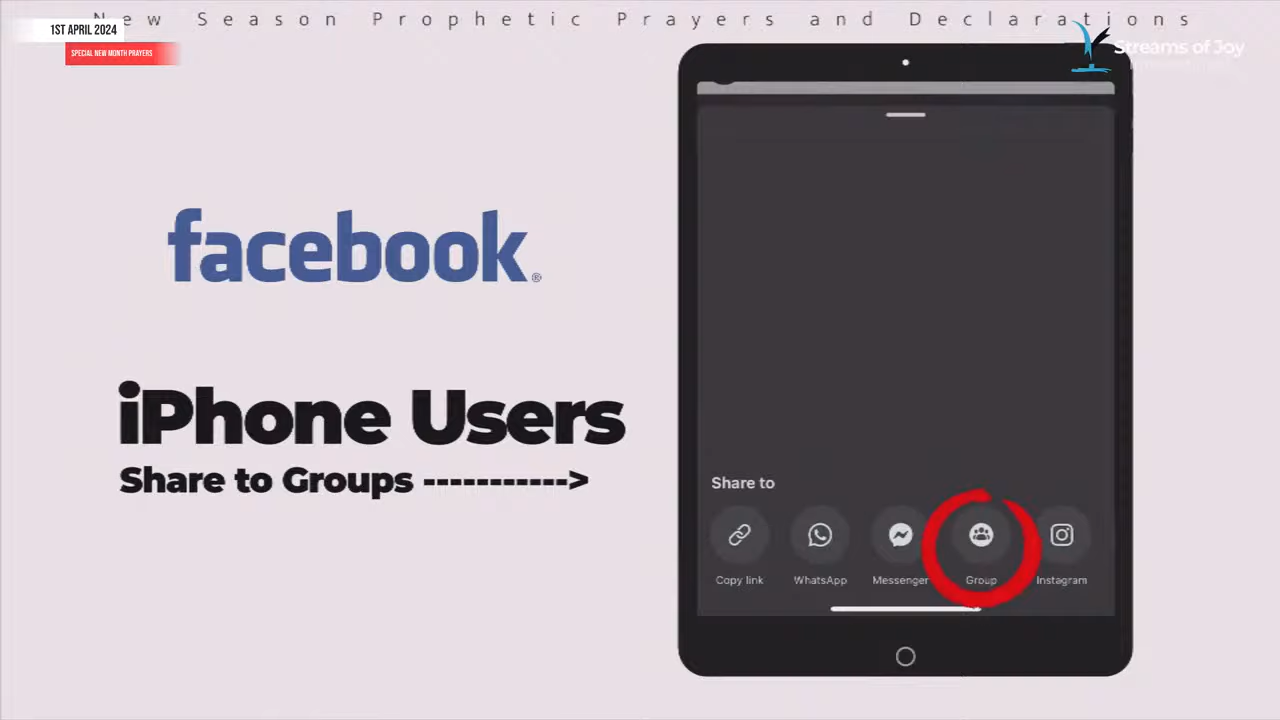 New Season Prophetic Prayers and Declarations
1ST APRIL 2024
SPECIAL NEW MONTH PRAYERS
Streams of Joy
facebook®
iPhone Users
Share to Groups ----------->
Share to
Copy link
WhatsApp
Messenger
Group
Instagram